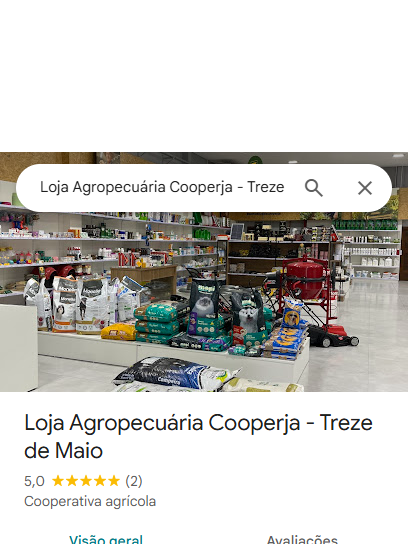 Loja Agropecuária Cooperja - Treze
Loja Agropecuária Cooperja - Treze
de Maio
5,0 ★★★★★ (2)
Cooperativa agrícola
Visão geral Avaliações